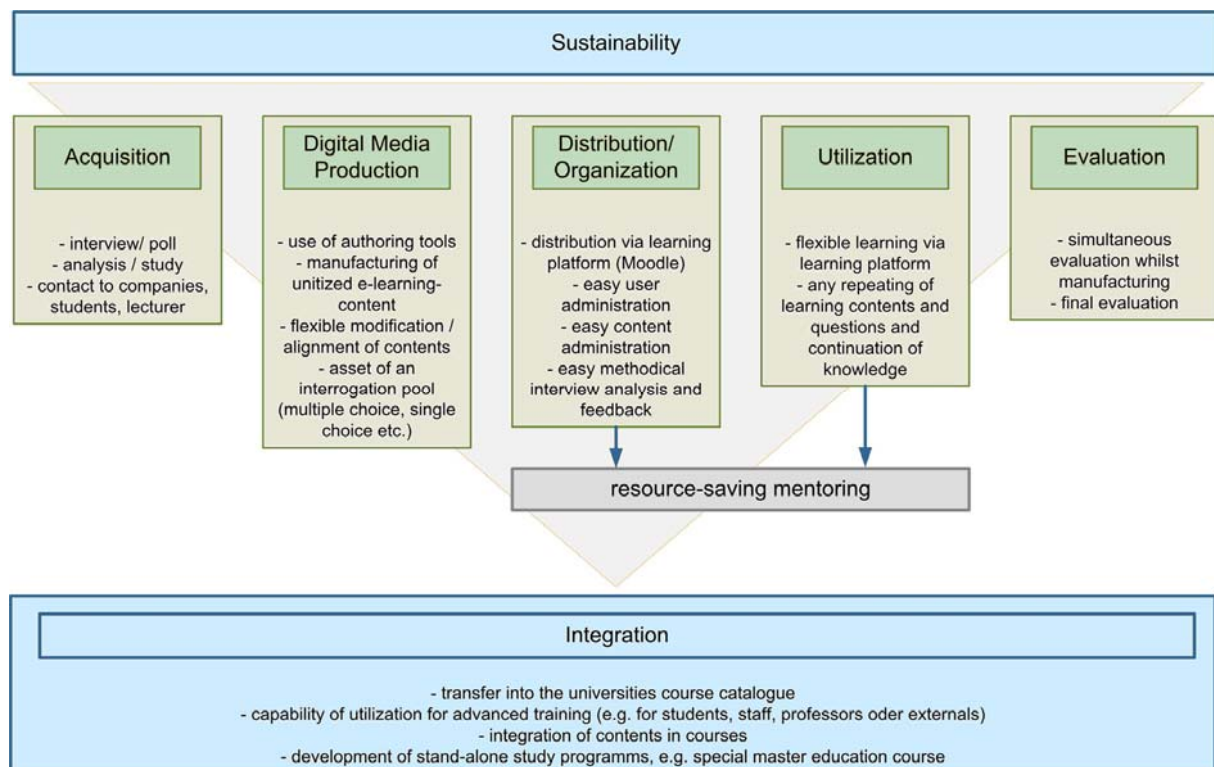 Sustainability
Acquisition
- interview/ poll
- analysis / study
- contact to companies,
students, lecturer
Digital Media
Production
- use of authoring tools
- manufacturing of
unitized e-learning-
content
- flexible modification /
alignment of contents
- asset of an
interrogation pool
(multiple choice, single
choice etc.)
Distribution/
Organization
- distribution via learning
platform (Moodle)
- easy user
administration
- easy content
administration
- easy methodical
interview analysis and
feedback
Utilization
- flexible learning via
learning platform
- any repeating of
learning contents and
questions and
continuation of
knowledge
Evaluation
- simultaneous
evaluation whilst
manufacturing
- final evaluation
resource-saving mentoring
Integration
- transfer into the universities course catalogue
- capability of utilization for advanced training (e.g. for students, staff, professors oder externals)
- integration of contents in courses
- development of stand-alone study programms, e.g. special master education course